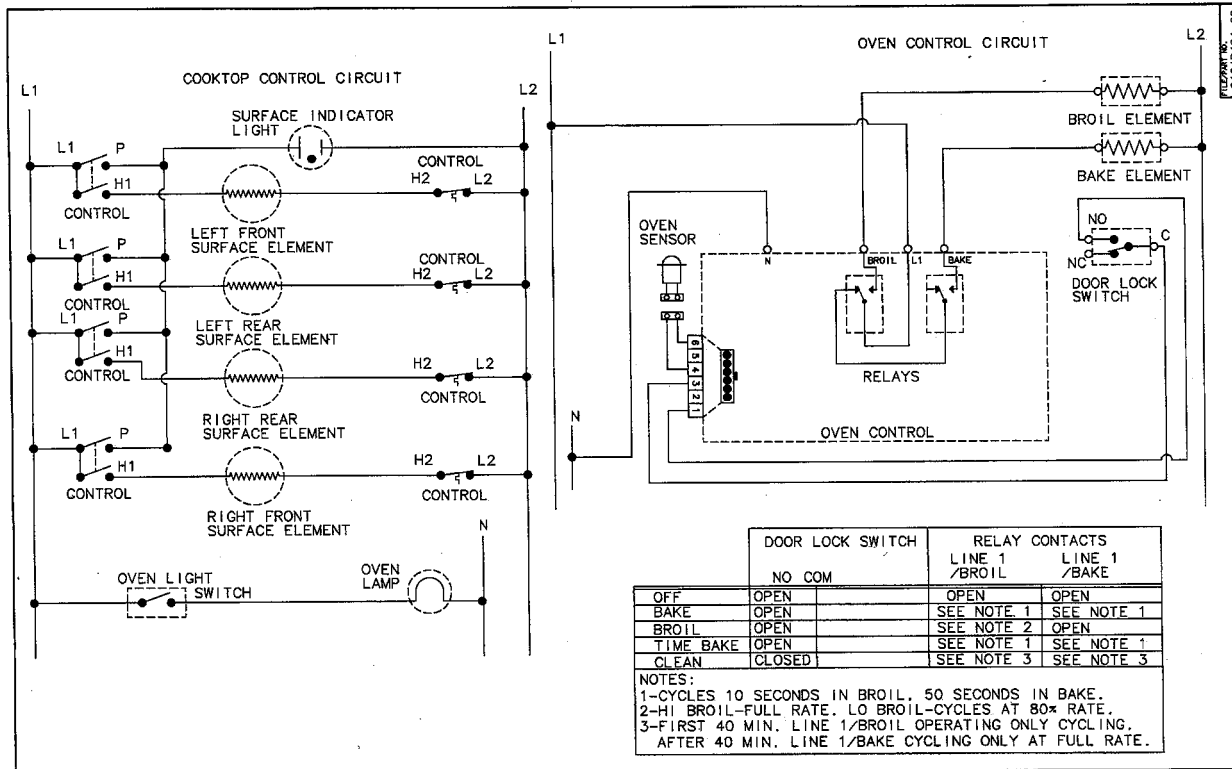 COOKTOP CONTROL CIRCUIT
L1
L2
SURFACE INDICATOR
LIGHT
L1 P
H1
CONTROL
CONTROL
H2 L2
LEFT FRONT
SURFACE ELEMENT
L1 P
H1
CONTROL
CONTROL
H2 L2
LEFT REAR
SURFACE ELEMENT
L1 P
H1
CONTROL
H2 L2
CONTROL
RIGHT REAR
SURFACE ELEMENT
L1 P
H1
CONTROL
H2 L2
CONTROL
RIGHT FRONT
SURFACE ELEMENT
N
OVEN LIGHT
SWITCH
OVEN
LAMP
L1
OVEN CONTROL CIRCUIT
L2
BROIL ELEMENT
BAKE ELEMENT
OVEN
SENSOR
N
BROIL L1 BAKE
NO
C
NC
DOOR LOCK
SWITCH
6
5
4
3
2
1
RELAYS
OVEN CONTROL
N
DOOR LOCK SWITCH RELAY CONTACTS
NO COM LINE 1 /BROIL LINE 1 /BAKE
OFF OPEN OPEN OPEN
BAKE OPEN SEE NOTE 1 SEE NOTE 1
BROIL OPEN SEE NOTE 2 OPEN
TIME BAKE OPEN SEE NOTE 1 SEE NOTE 1
CLEAN CLOSED SEE NOTE 3 SEE NOTE 3
NOTES:
1-CYCLES 10 SECONDS IN BROIL, 50 SECONDS IN BAKE.
2-HI BROIL-FULL RATE. LO BROIL-CYCLES AT 80% RATE.
3-FIRST 40 MIN. LINE 1/BROIL OPERATING ONLY CYCLING,
AFTER 40 MIN. LINE 1/BAKE CYCLING ONLY AT FULL RATE.